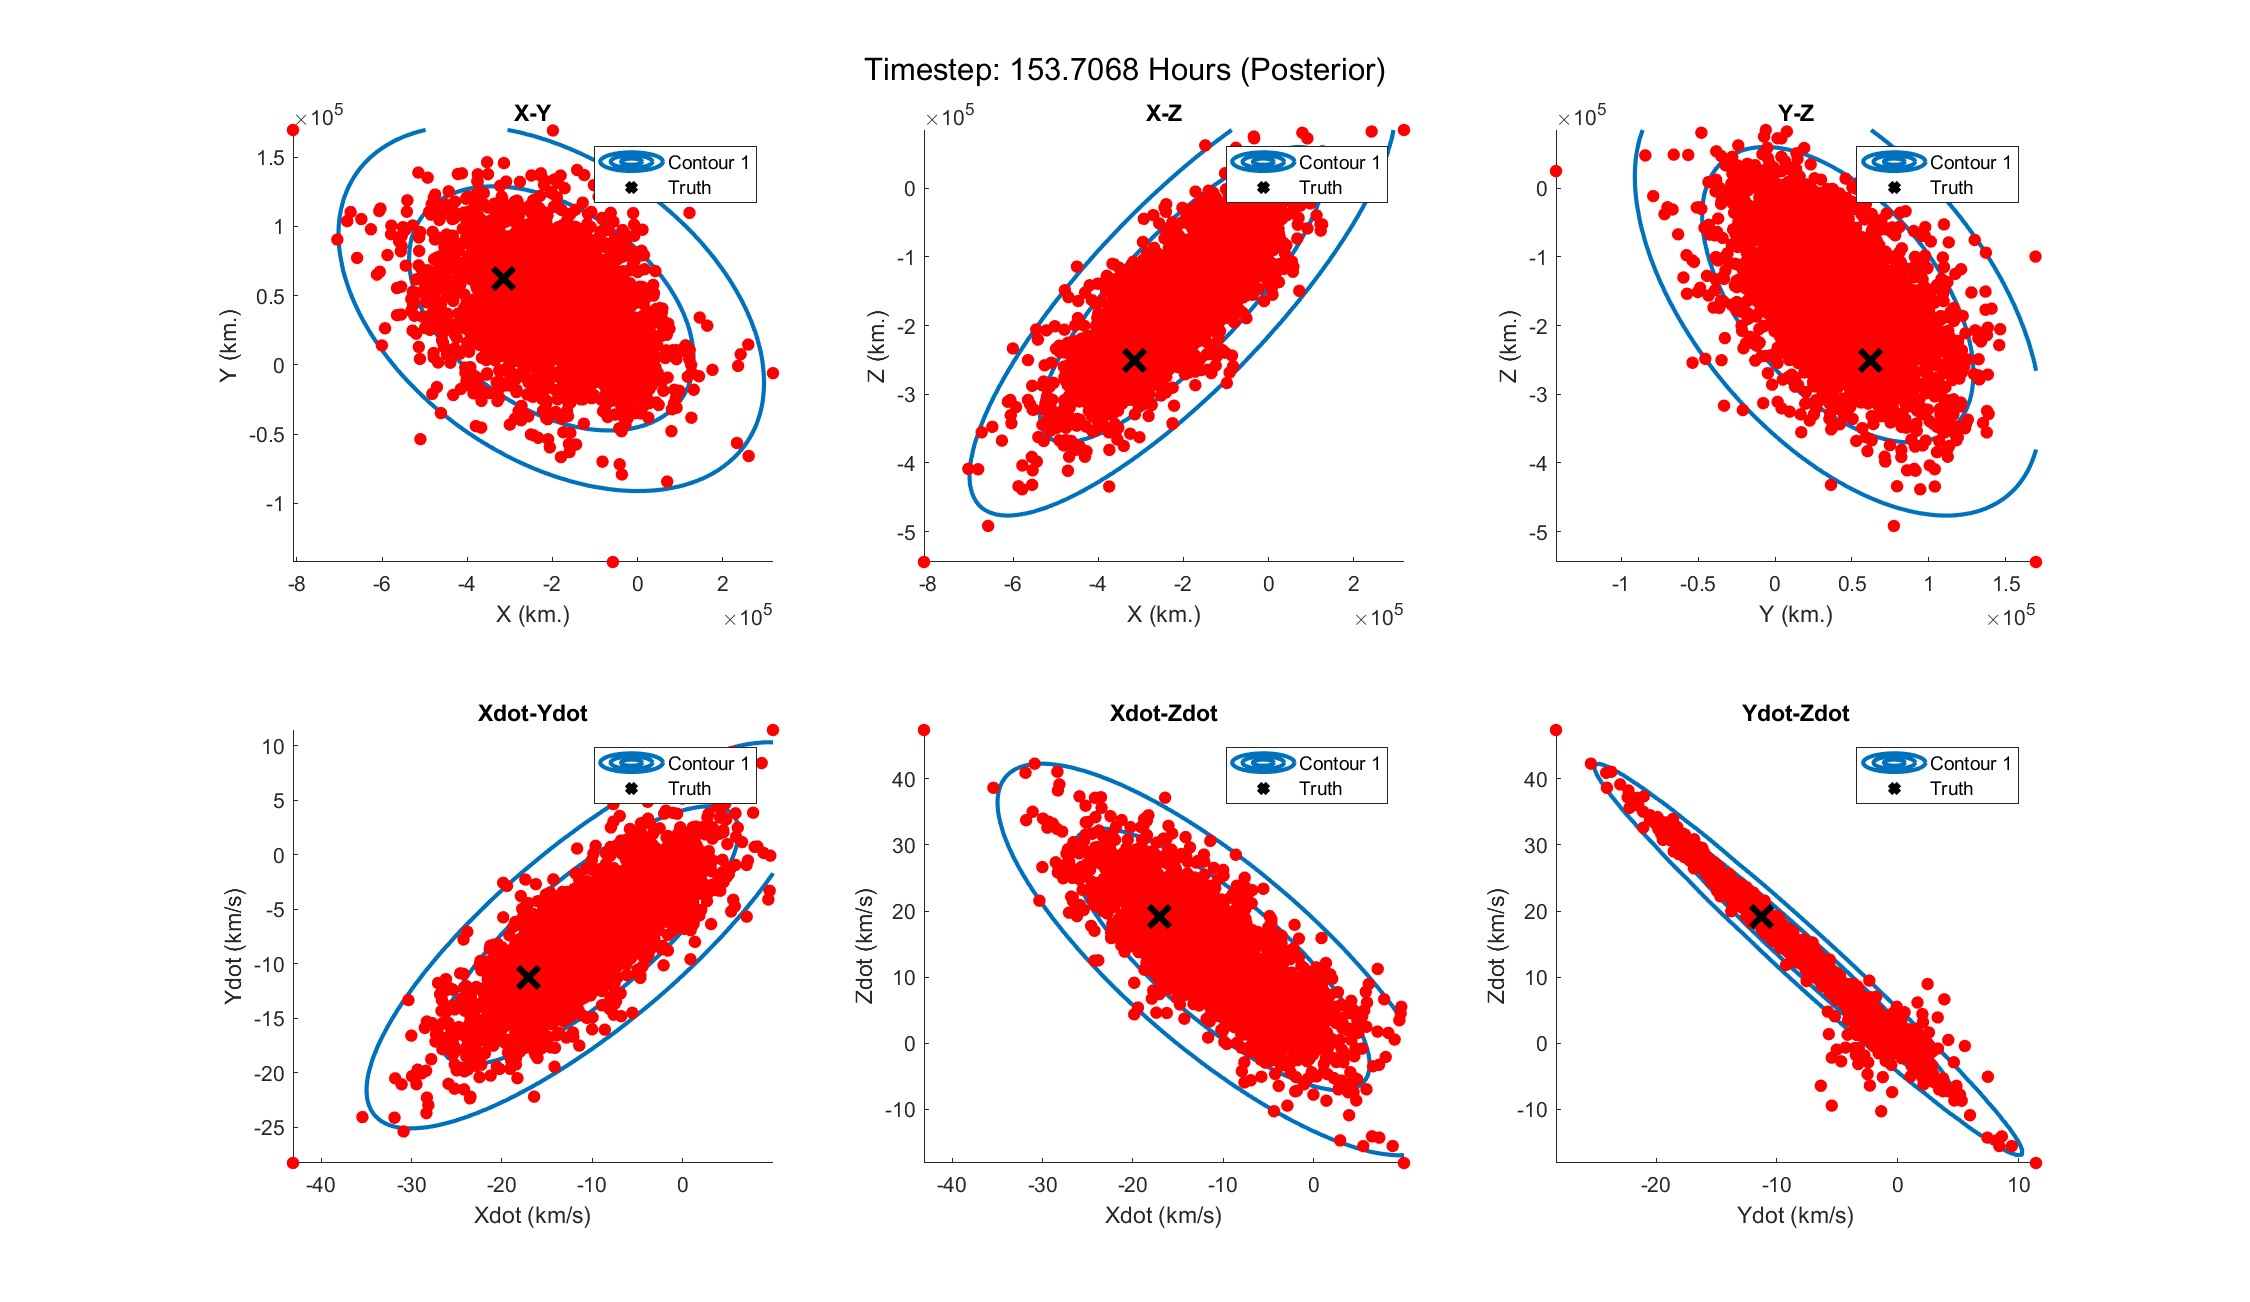 Timestep: 153.7068 Hours (Posterior)
X-Y
×10^5
1.5
1
0.5
0
-0.5
-1
Y (km.)
-8 -6 -4 -2 0 2
X (km.)
×10^5
Contour 1
Truth
X-Z
×10^5
0
-1
-2
-3
-4
-5
Z (km.)
-8 -6 -4 -2 0 2
X (km.)
×10^5
Contour 1
Truth
Y-Z
×10^5
0
-1
-2
-3
-4
-5
Z (km.)
-1 -0.5 0 0.5 1 1.5
Y (km.)
×10^5
Contour 1
Truth
Xdot-Ydot
10
5
0
-5
-10
-15
-20
-25
Ydot (km/s)
-40 -30 -20 -10 0
Xdot (km/s)
Contour 1
Truth
Xdot-Zdot
40
30
20
10
0
-10
Zdot (km/s)
-40 -30 -20 -10 0
Xdot (km/s)
Contour 1
Truth
Ydot-Zdot
40
30
20
10
0
-10
Zdot (km/s)
-20 -10 0 10
Ydot (km/s)
Contour 1
Truth